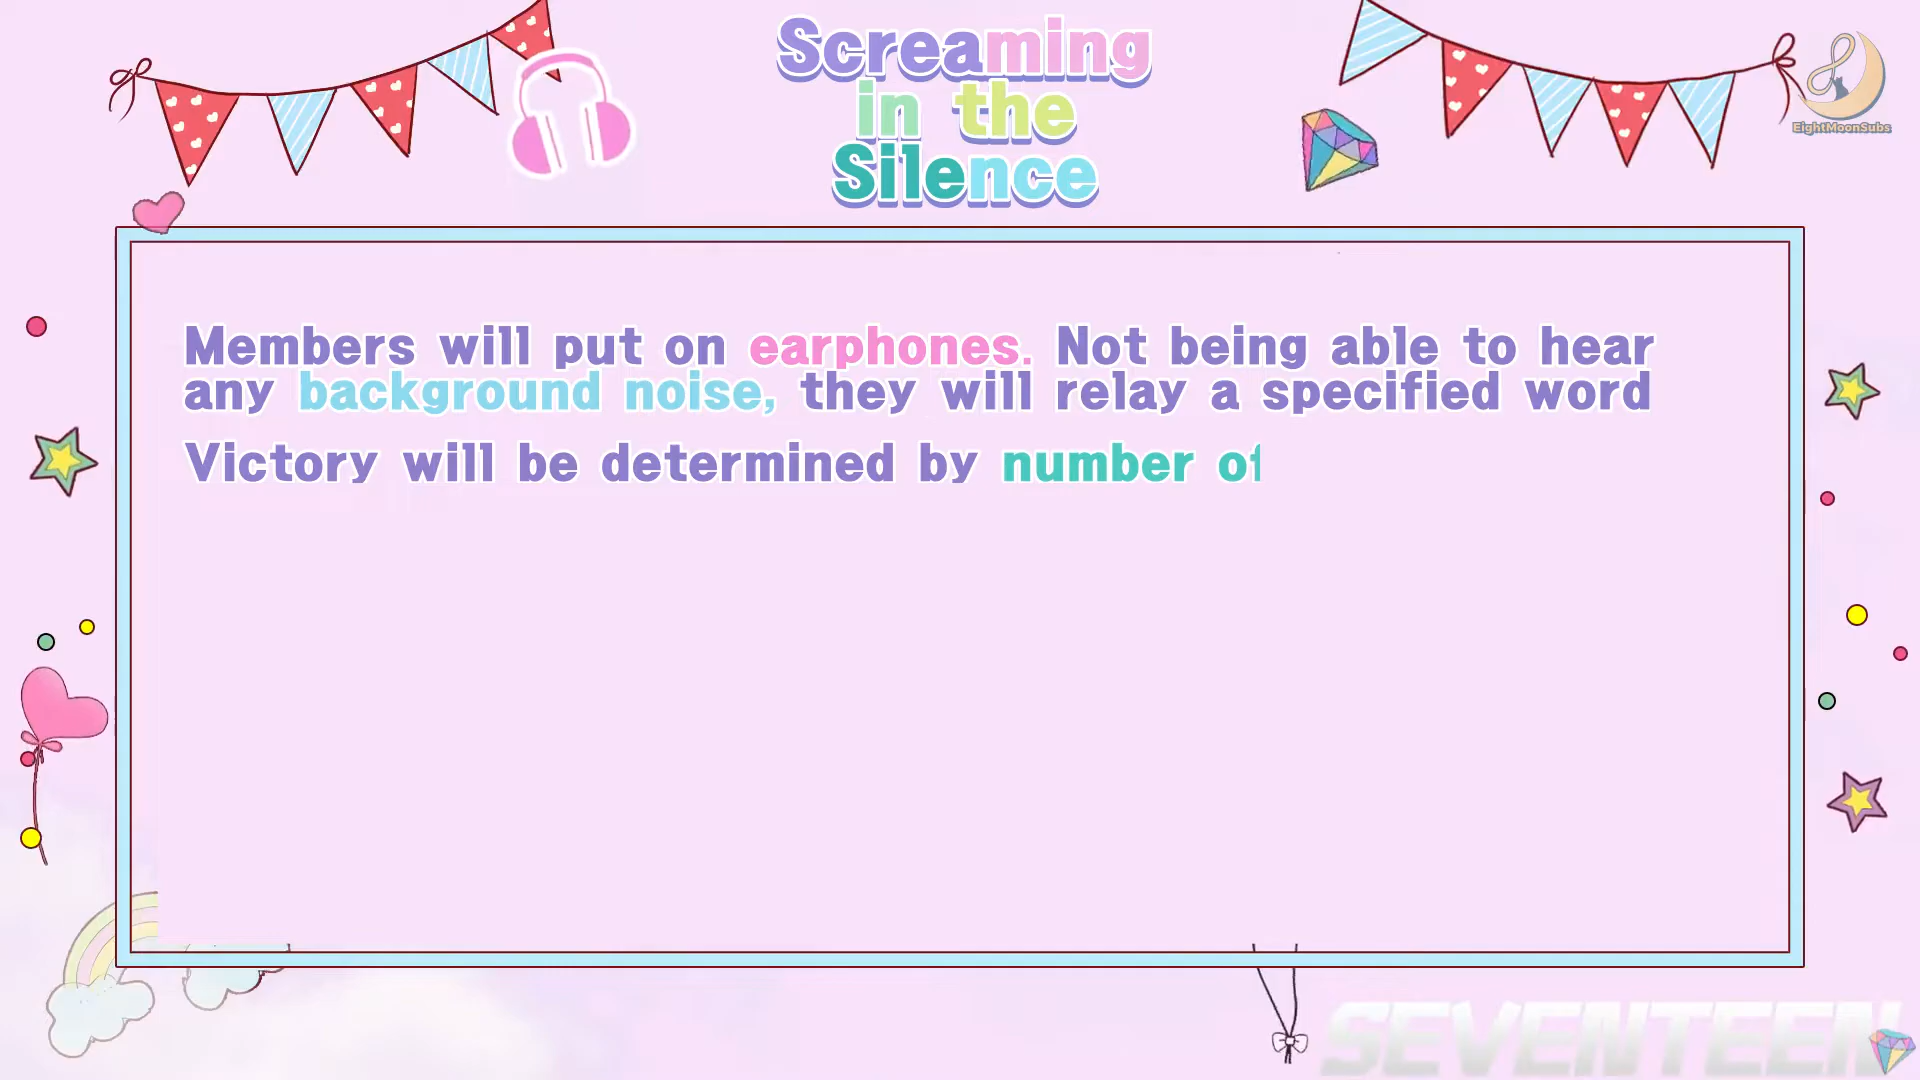 Screaming
in the
Silence
EightMoonSubs
Members will put on earphones. Not being able to hear
any background noise, they will relay a specified word
Victory will be determined by number of
SEVENTEEN